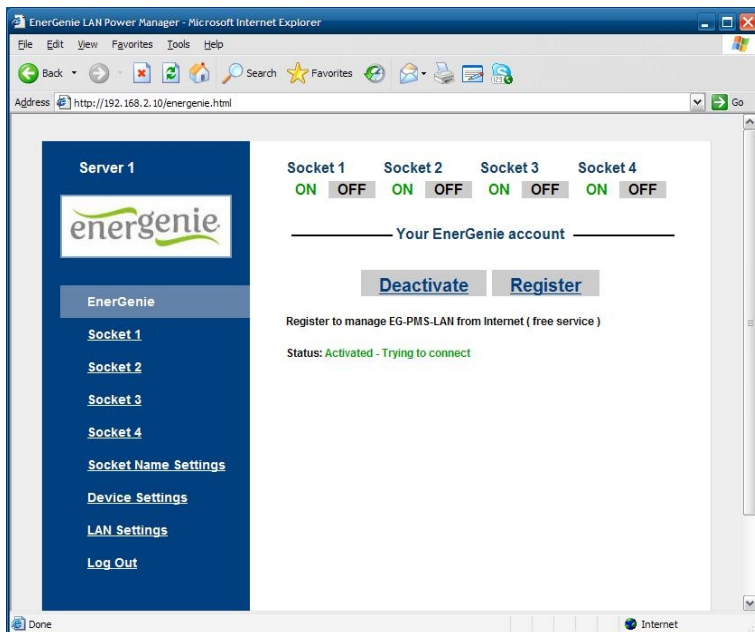 EnerGenie LAN Power Manager - Microsoft Internet Explorer
File Edit View Favorites Tools Help
Back Search Favorites
Address http://192.168.2.10/energenie.html Go
Server 1
energenie
EnerGenie
Socket 1
Socket 2
Socket 3
Socket 4
Socket Name Settings
Device Settings
LAN Settings
Log Out
Socket 1 Socket 2 Socket 3 Socket 4
ON OFF ON OFF ON OFF ON OFF
Your EnerGenie account
Deactivate Register
Register to manage EG-PMS-LAN from Internet ( free service )
Status: Activated - Trying to connect
Done Internet